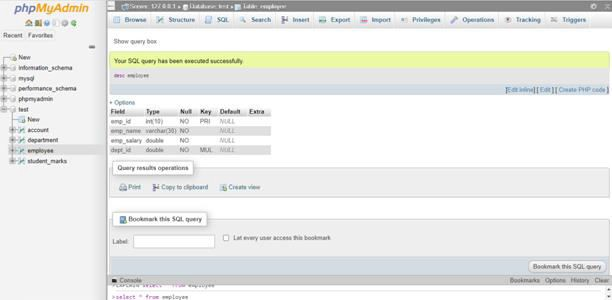 phpMyAdmin
Recent Favorites
New
information_schema
mysql
performance_schema
phpmyadmin
test
New
account
department
employee
student_marks
Server: 127.0.0.1 » Database: test » Table: employee
Browse Structure SQL Search Insert Export Import Privileges Operations Tracking Triggers
Show query box
Your SQL query has been executed successfully.
desc employee
[Edit inline] [ Edit ] [ Create PHP code ]
+ Options
Field Type Null Key Default Extra
emp_id int(10) NO PRI NULL
emp_name varchar(30) NO NULL
emp_salary double NO NULL
dept_id double NO MUL NULL
Query results operations
Print Copy to clipboard Create view
Bookmark this SQL query
Label: Let every user access this bookmark
Bookmark this SQL query
Console Bookmarks Options History Clear
>EXPLAIN select * from employee
>select * from employee